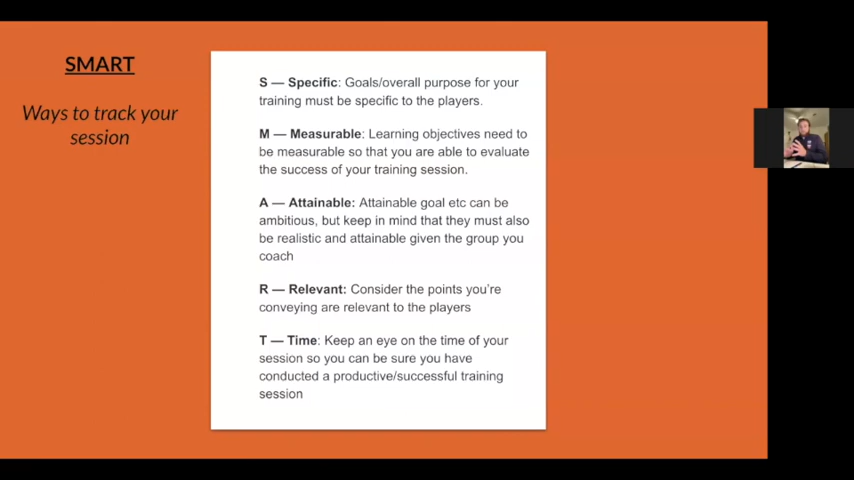 SMART
Ways to track your
session
S — Specific: Goals/overall purpose for your
training must be specific to the players.
M — Measurable: Learning objectives need to
be measurable so that you are able to evaluate
the success of your training session.
A — Attainable: Attainable goal etc can be
ambitious, but keep in mind that they must also
be realistic and attainable given the group you
coach
R — Relevant: Consider the points you're
conveying are relevant to the players
T — Time: Keep an eye on the time of your
session so you can be sure you have
conducted a productive/successful training
session